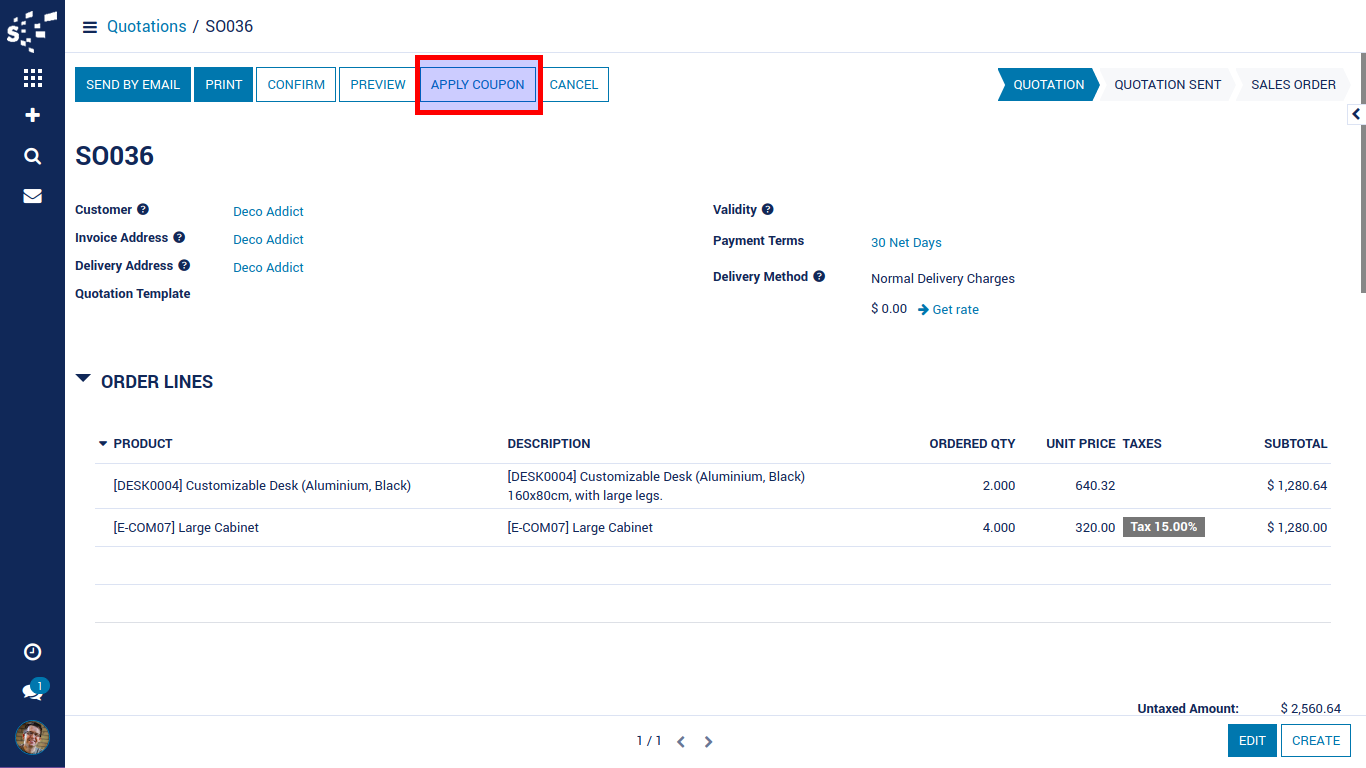 S
Quotations / SO036
SEND BY EMAIL PRINT CONFIRM PREVIEW APPLY COUPON CANCEL QUOTATION QUOTATION SENT SALES ORDER
SO036
Customer Deco Addict
Invoice Address Deco Addict
Delivery Address Deco Addict
Quotation Template
Validity
Payment Terms 30 Net Days
Delivery Method Normal Delivery Charges
$ 0.00 Get rate
ORDER LINES
PRODUCT DESCRIPTION ORDERED QTY UNIT PRICE TAXES SUBTOTAL
[DESK0004] Customizable Desk (Aluminium, Black) [DESK0004] Customizable Desk (Aluminium, Black) 2.000 640.32 $ 1,280.64
160x80cm, with large legs.
[E-COM07] Large Cabinet [E-COM07] Large Cabinet 4.000 320.00 Tax 15.00% $ 1,280.00
Untaxed Amount: $ 2,560.64
1
1 / 1 EDIT CREATE